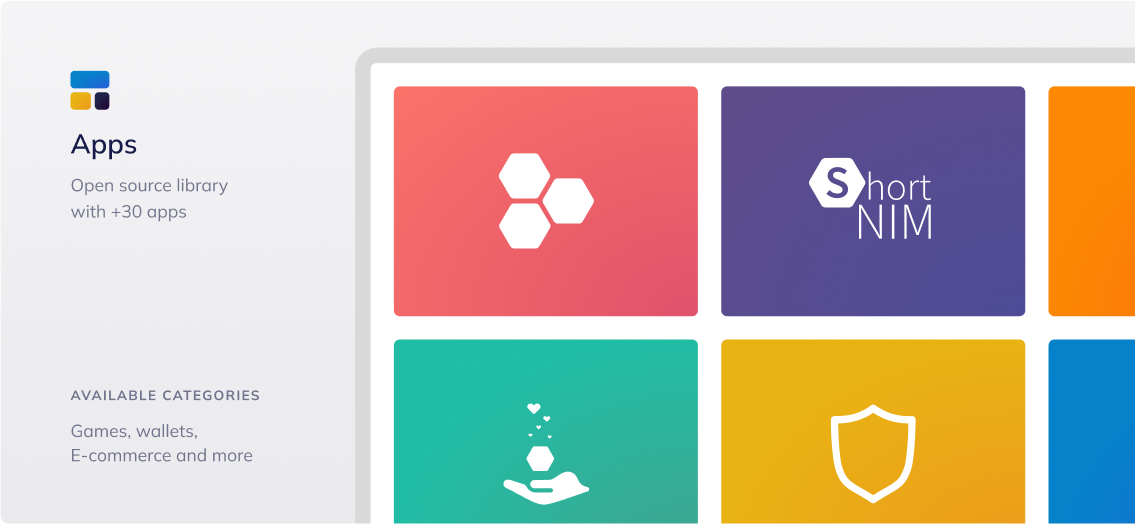 Apps
Open source library
with +30 apps
AVAILABLE CATEGORIES
Games, wallets,
E-commerce and more
Short
NIM